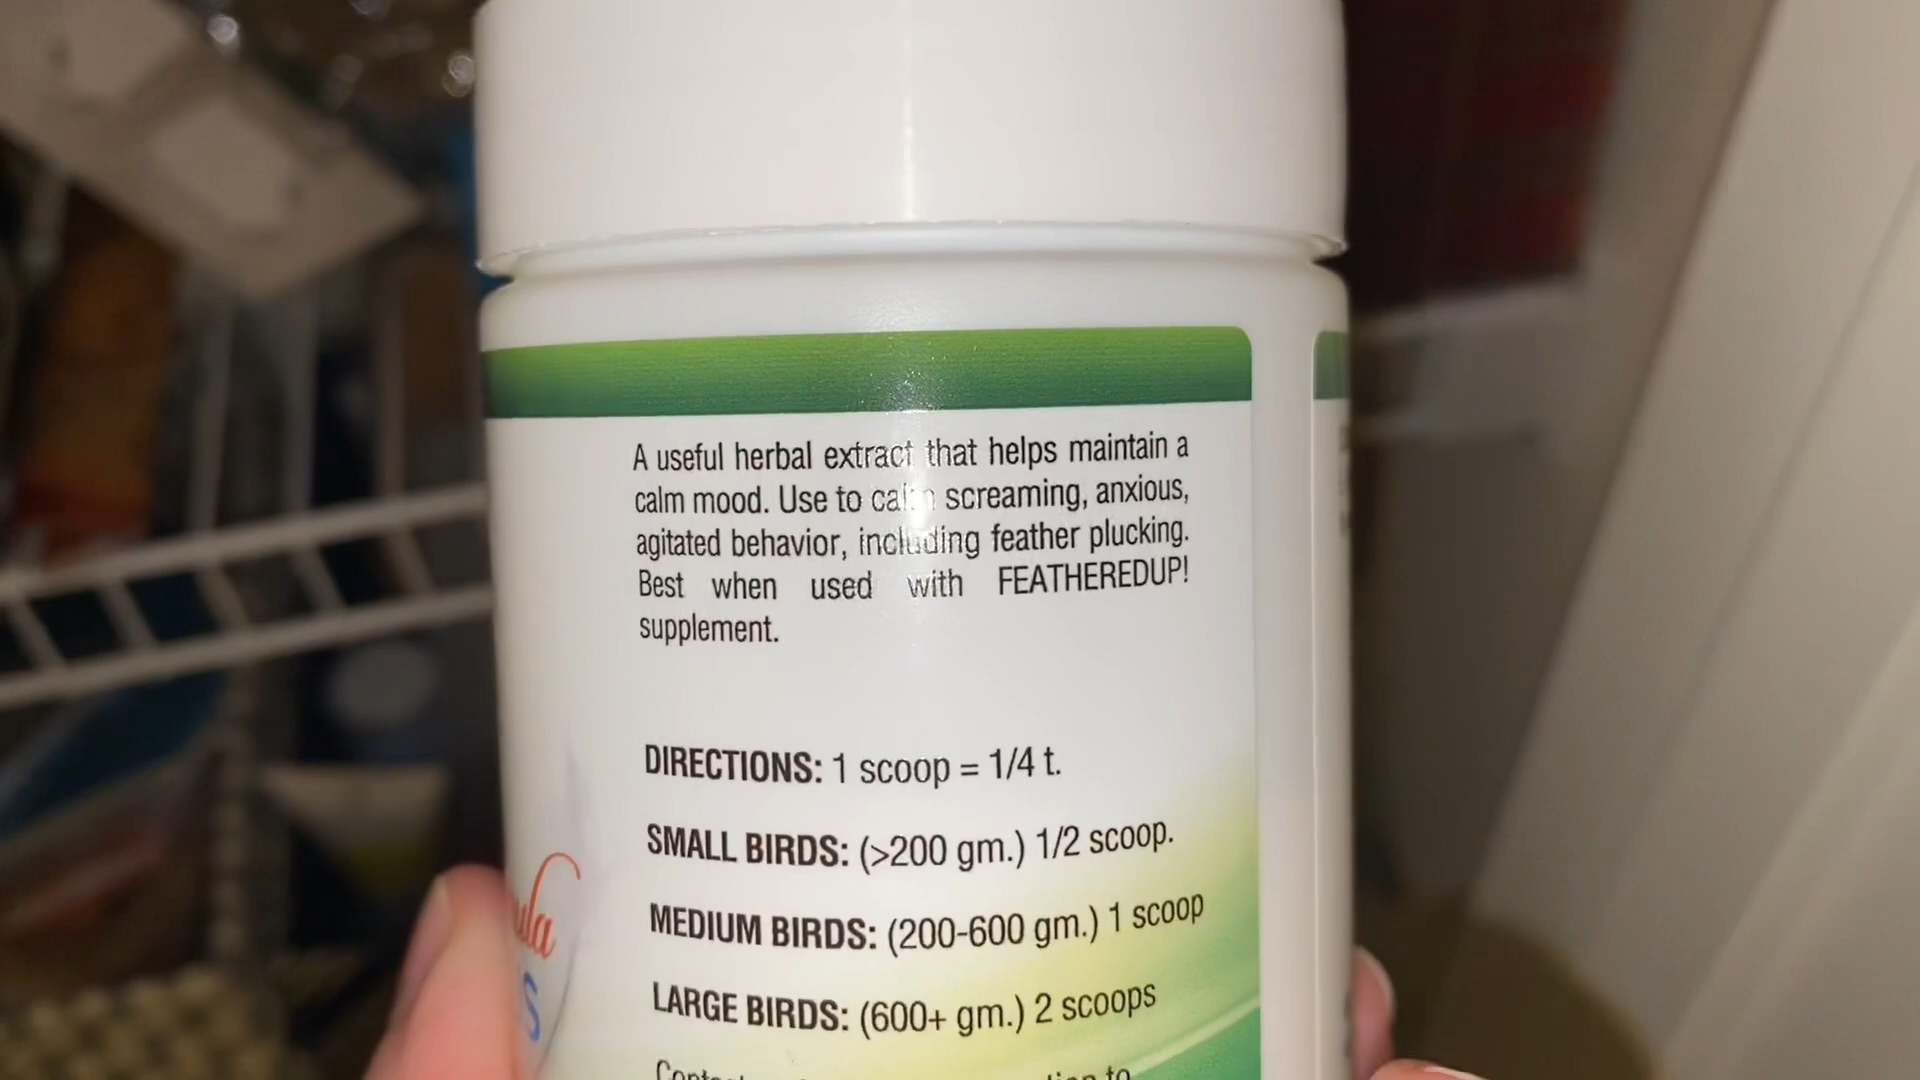 A useful herbal extract that helps maintain a
calm mood. Use to calm screaming, anxious,
agitated behavior, including feather plucking.
Best when used with FEATHEREDUP!
supplement.
DIRECTIONS: 1 scoop = 1/4 t.
SMALL BIRDS: (>200 gm.) 1/2 scoop.
MEDIUM BIRDS: (200-600 gm.) 1 scoop
LARGE BIRDS: (600+ gm.) 2 scoops
to